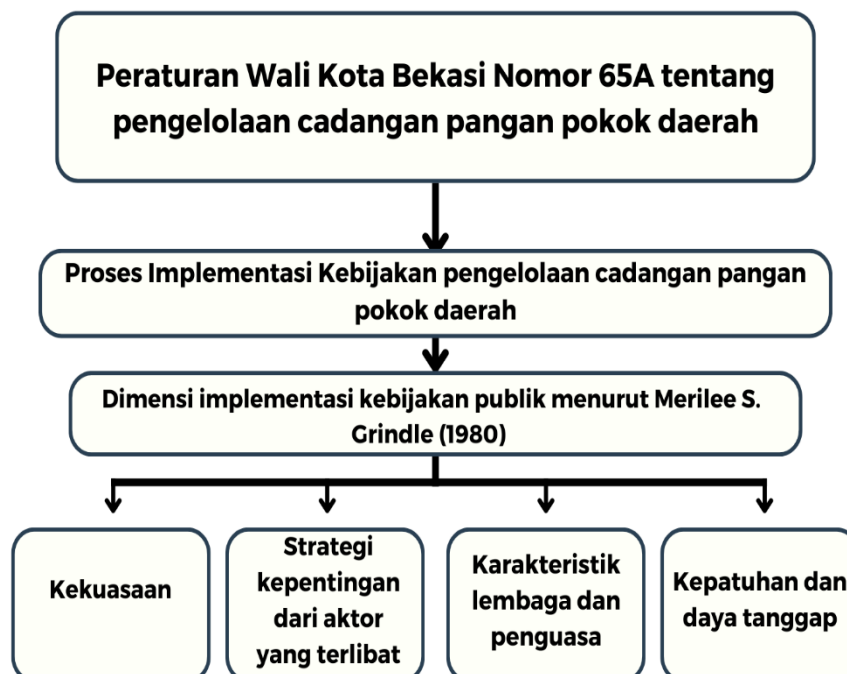 Peraturan Wali Kota Bekasi Nomor 65A tentang
pengelolaan cadangan pangan pokok daerah
Proses Implementasi Kebijakan pengelolaan cadangan pangan
pokok daerah
Dimensi implementasi kebijakan publik menurut Merilee S.
Grindle (1980)
Kekuasaan
Strategi
kepentingan
dari aktor
yang terlibat
Karakteristik
lembaga dan
penguasa
Kepatuhan dan
daya tanggap